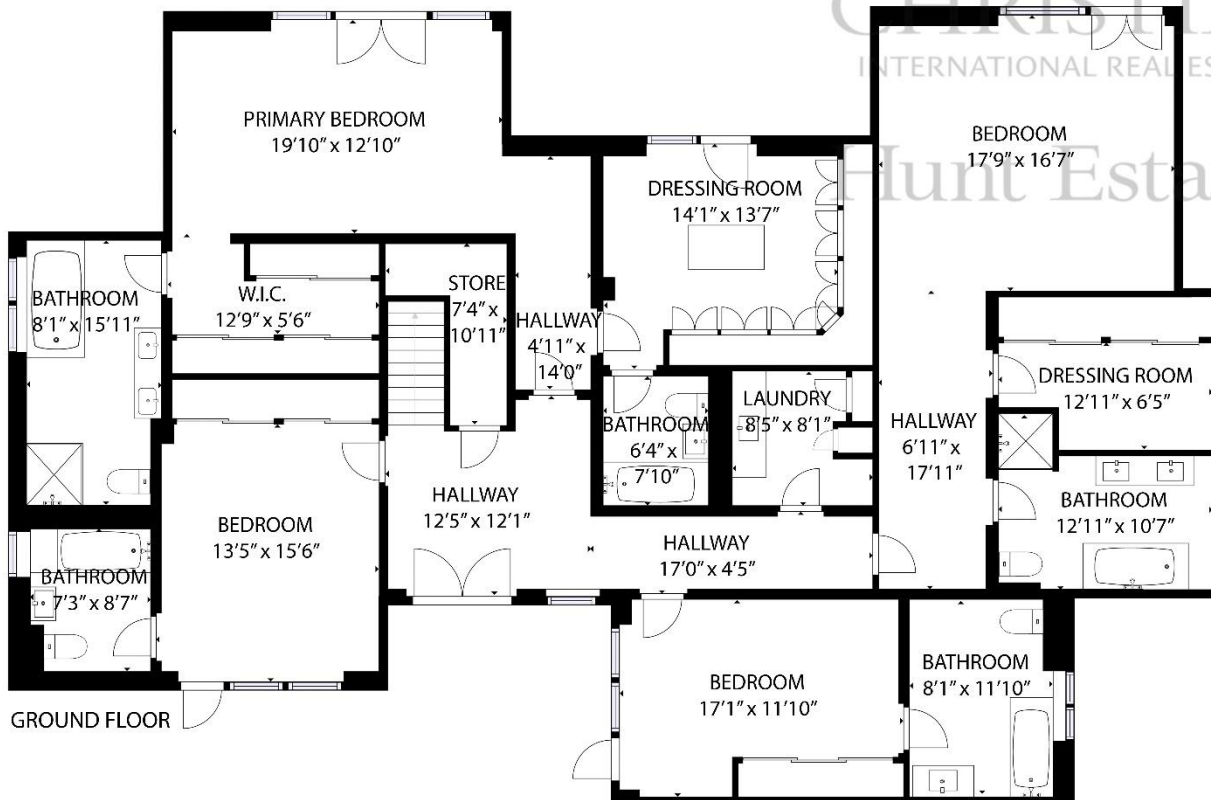 CHRISTI
INTERNATIONAL REAL ES
Hunt Esta
PRIMARY BEDROOM
19'10" x 12'10"
BEDROOM
17'9" x 16'7"
DRESSING ROOM
14'1" x 13'7"
BATHROOM
8'1" x 15'11"
W.I.C.
12'9" x 5'6"
STORE
7'4" x
10'11"
HALLWAY
4'11" x
14'0"
DRESSING ROOM
12'11" x 6'5"
LAUNDRY
8'5" x 8'1"
BATHROOM
6'4" x
7'10"
HALLWAY
6'11" x
17'11"
HALLWAY
12'5" x 12'1"
BATHROOM
12'11" x 10'7"
BEDROOM
13'5" x 15'6"
HALLWAY
17'0" x 4'5"
BATHROOM
7'3" x 8'7"
BEDROOM
17'1" x 11'10"
BATHROOM
8'1" x 11'10"
GROUND FLOOR